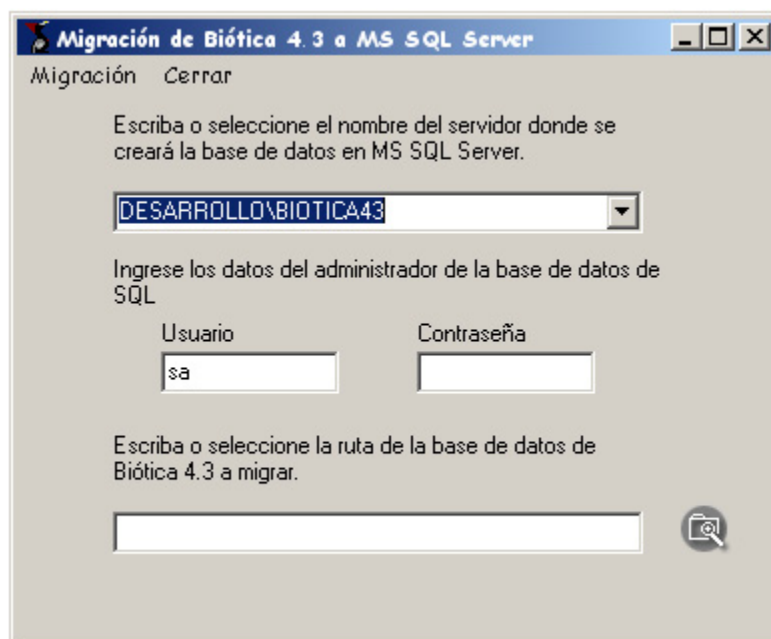 Migración de Biótica 4.3 a MS SQL Server
Migración Cerrar
Escriba o seleccione el nombre del servidor donde se
creará la base de datos en MS SQL Server.
DESARROLLO\BIOTICA43
Ingrese los datos del administrador de la base de datos de
SQL
Usuario Contraseña
sa
Escriba o seleccione la ruta de la base de datos de
Biótica 4.3 a migrar.